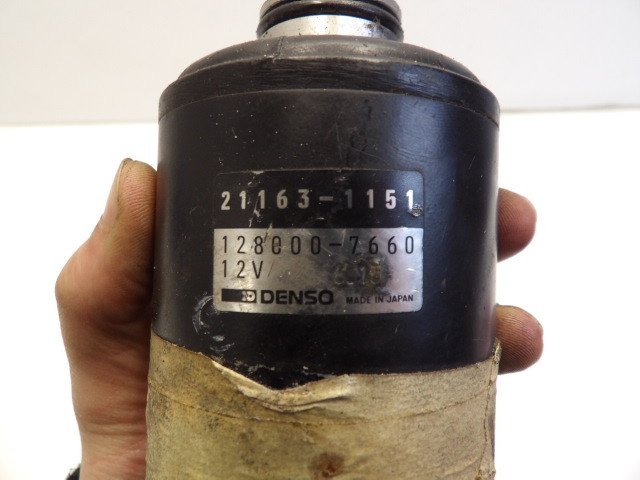 21163-1151
128000-7660
12V
DENSO MADE IN JAPAN